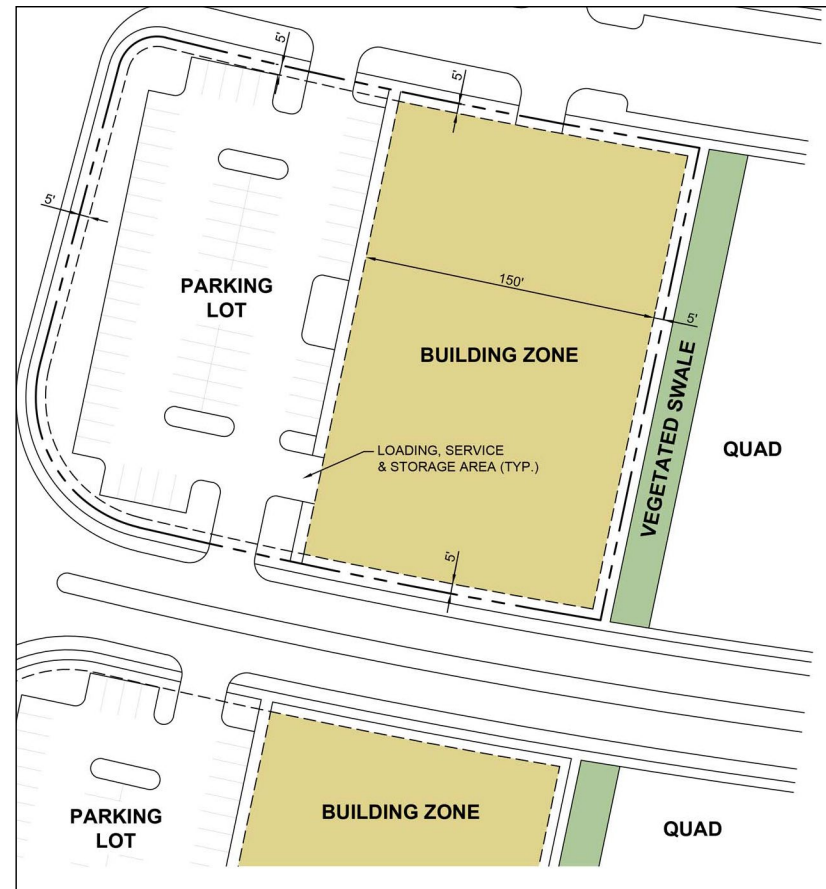 5'
5'
5'
150'
5'
PARKING
LOT
BUILDING ZONE
VEGETATED SWALE
QUAD
LOADING, SERVICE
& STORAGE AREA (TYP.)
5'
PARKING
LOT
BUILDING ZONE
QUAD